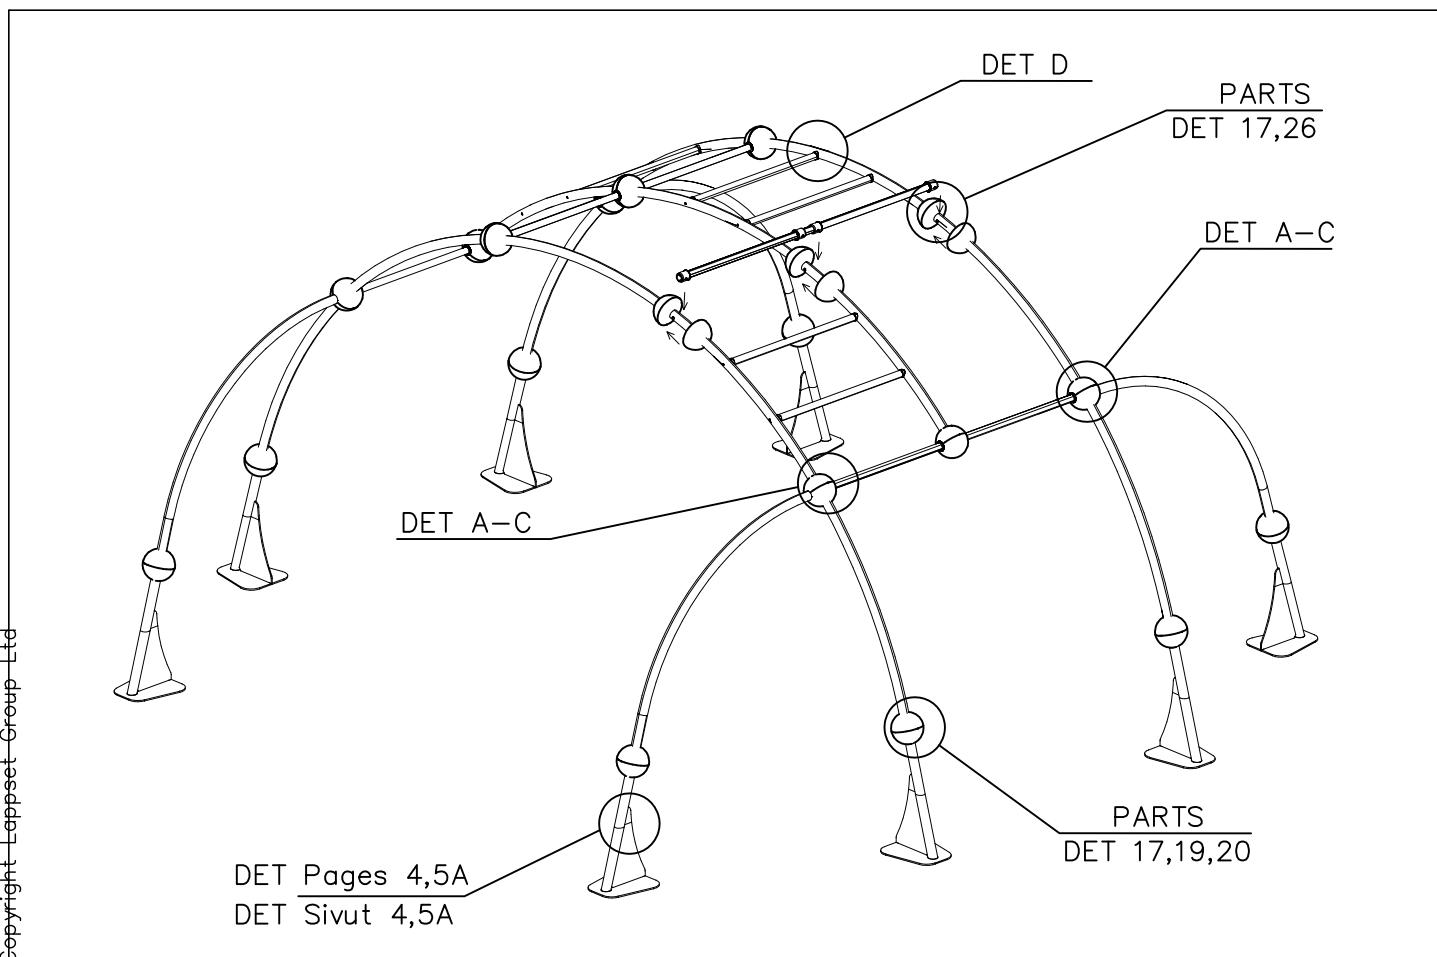 DET D
PARTS
DET 17,26
DET A-C
DET A-C
PARTS
DET 17,19,20
DET Pages 4,5A
DET Sivut 4,5A
Copyright Lappset Group Ltd